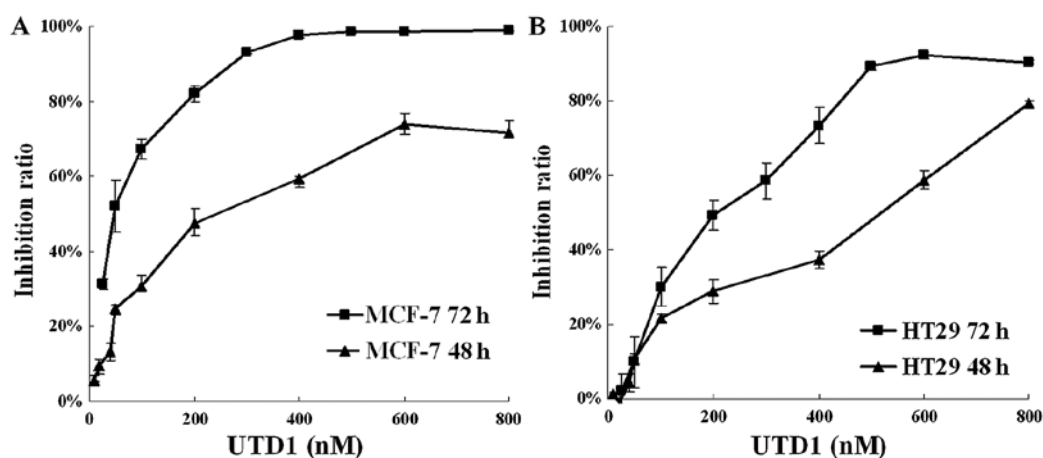 A
Inhibition ratio
100%
80%
60%
40%
20%
0%
0
200
400
600
800
MCF-7 72 h
MCF-7 48 h
UTD1 (nM)
B
Inhibition ratio
100%
80%
60%
40%
20%
0%
0
200
400
600
800
HT29 72 h
HT29 48 h
UTD1 (nM)